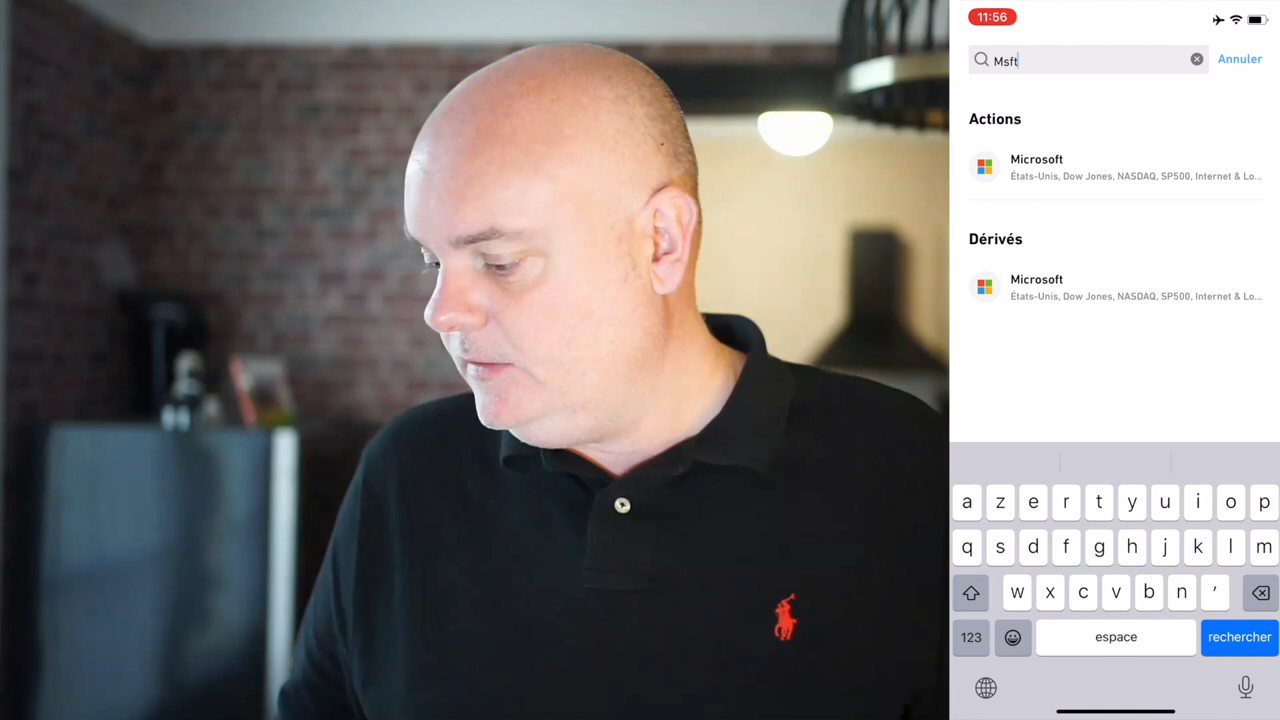 11:56
Msft
Annuler
Actions
Microsoft
États-Unis, Dow Jones, NASDAQ, SP500, Internet & Lo...
Dérivés
Microsoft
États-Unis, Dow Jones, NASDAQ, SP500, Internet & Lo...
a z e r t y u i o p
q s d f g h j k l m
w x c v b n ′
123 espace rechercher